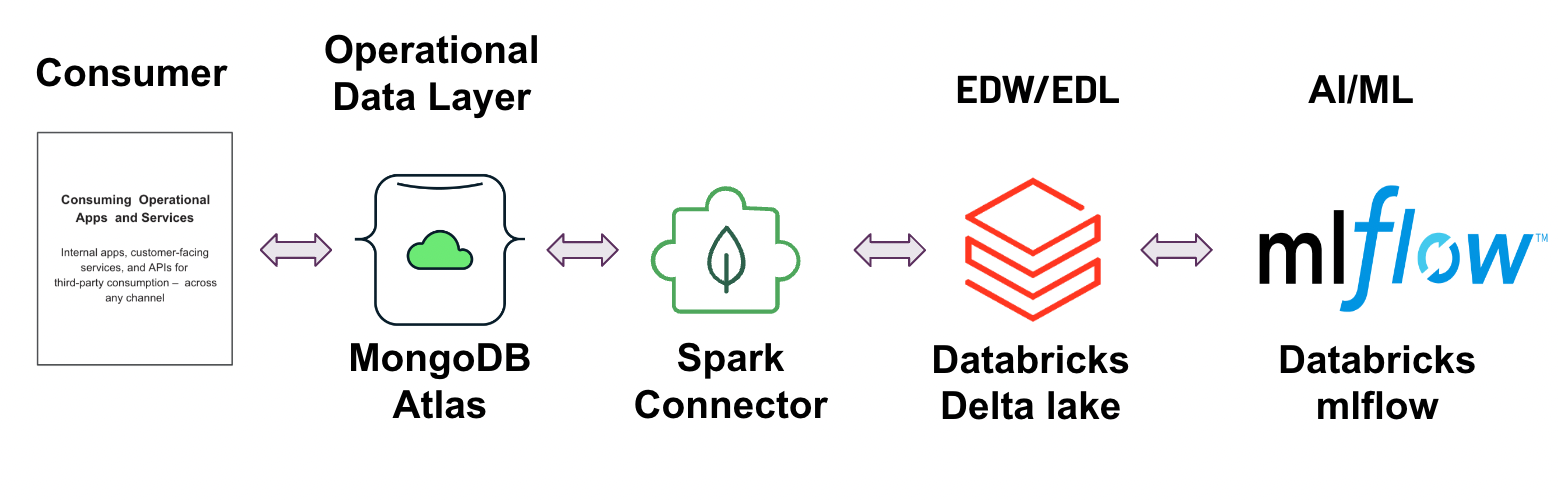 Consumer
Operational
Data Layer
EDW/EDL
AI/ML
Consuming Operational
Apps and Services
Internal apps, customer-facing
services, and APIs for
third-party consumption – across
any channel
mlflow™
MongoDB
Atlas
Spark
Connector
Databricks
Delta lake
Databricks
mlflow